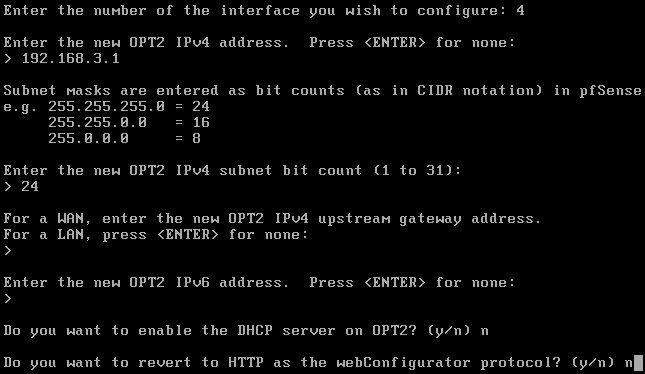 Enter the number of the interface you wish to configure: 4
Enter the new OPT2 IPv4 address.  Press <ENTER> for none:
> 192.168.3.1
Subnet masks are entered as bit counts (as in CIDR notation) in pfSense
e.g. 255.255.255.0 = 24
     255.255.0.0   = 16
     255.0.0.0     = 8
Enter the new OPT2 IPv4 subnet bit count (1 to 31):
> 24
For a WAN, enter the new OPT2 IPv4 upstream gateway address.
For a LAN, press <ENTER> for none:
>
Enter the new OPT2 IPv6 address.  Press <ENTER> for none:
>
Do you want to enable the DHCP server on OPT2? (y/n) n
Do you want to revert to HTTP as the webConfigurator protocol? (y/n) n